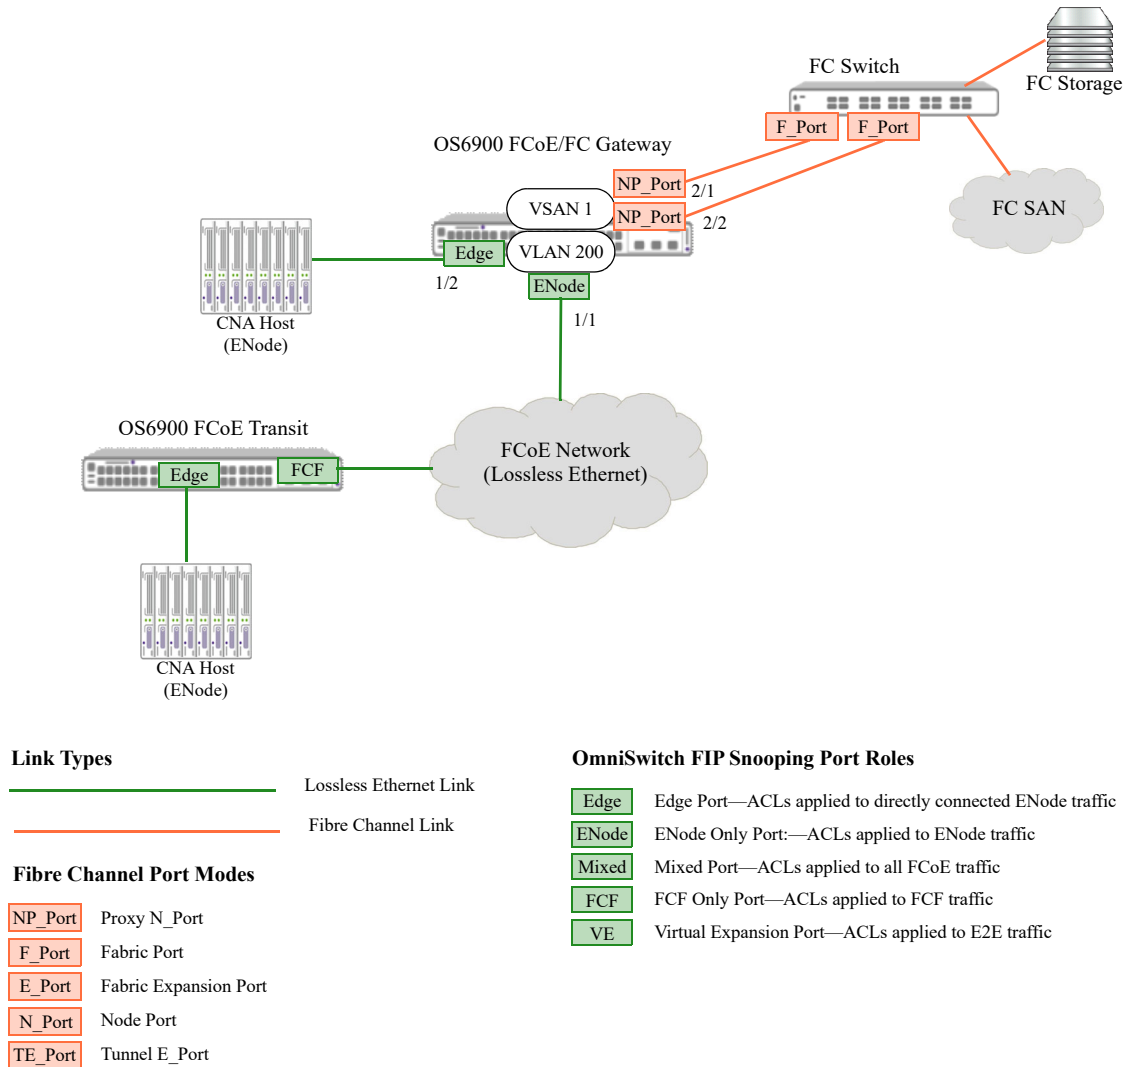 FC Switch
FC Storage
F_Port
F_Port
OS6900 FCoE/FC Gateway
NP_Port
2/1
VSAN 1
NP_Port
2/2
FC SAN
Edge
VLAN 200
1/2
ENode
1/1
CNA Host
(ENode)
OS6900 FCoE Transit
FCoE Network
(Lossless Ethernet)
Edge
FCF
CNA Host
(ENode)
Link Types
Lossless Ethernet Link
Fibre Channel Link
Fibre Channel Port Modes
NP_Port Proxy N_Port
F_Port Fabric Port
E_Port Fabric Expansion Port
N_Port Node Port
TE_Port Tunnel E_Port
OmniSwitch FIP Snooping Port Roles
Edge Edge Port—ACLs applied to directly connected ENode traffic
ENode ENode Only Port:—ACLs applied to ENode traffic
Mixed Mixed Port—ACLs applied to all FCoE traffic
FCF FCF Only Port—ACLs applied to FCF traffic
VE Virtual Expansion Port—ACLs applied to E2E traffic